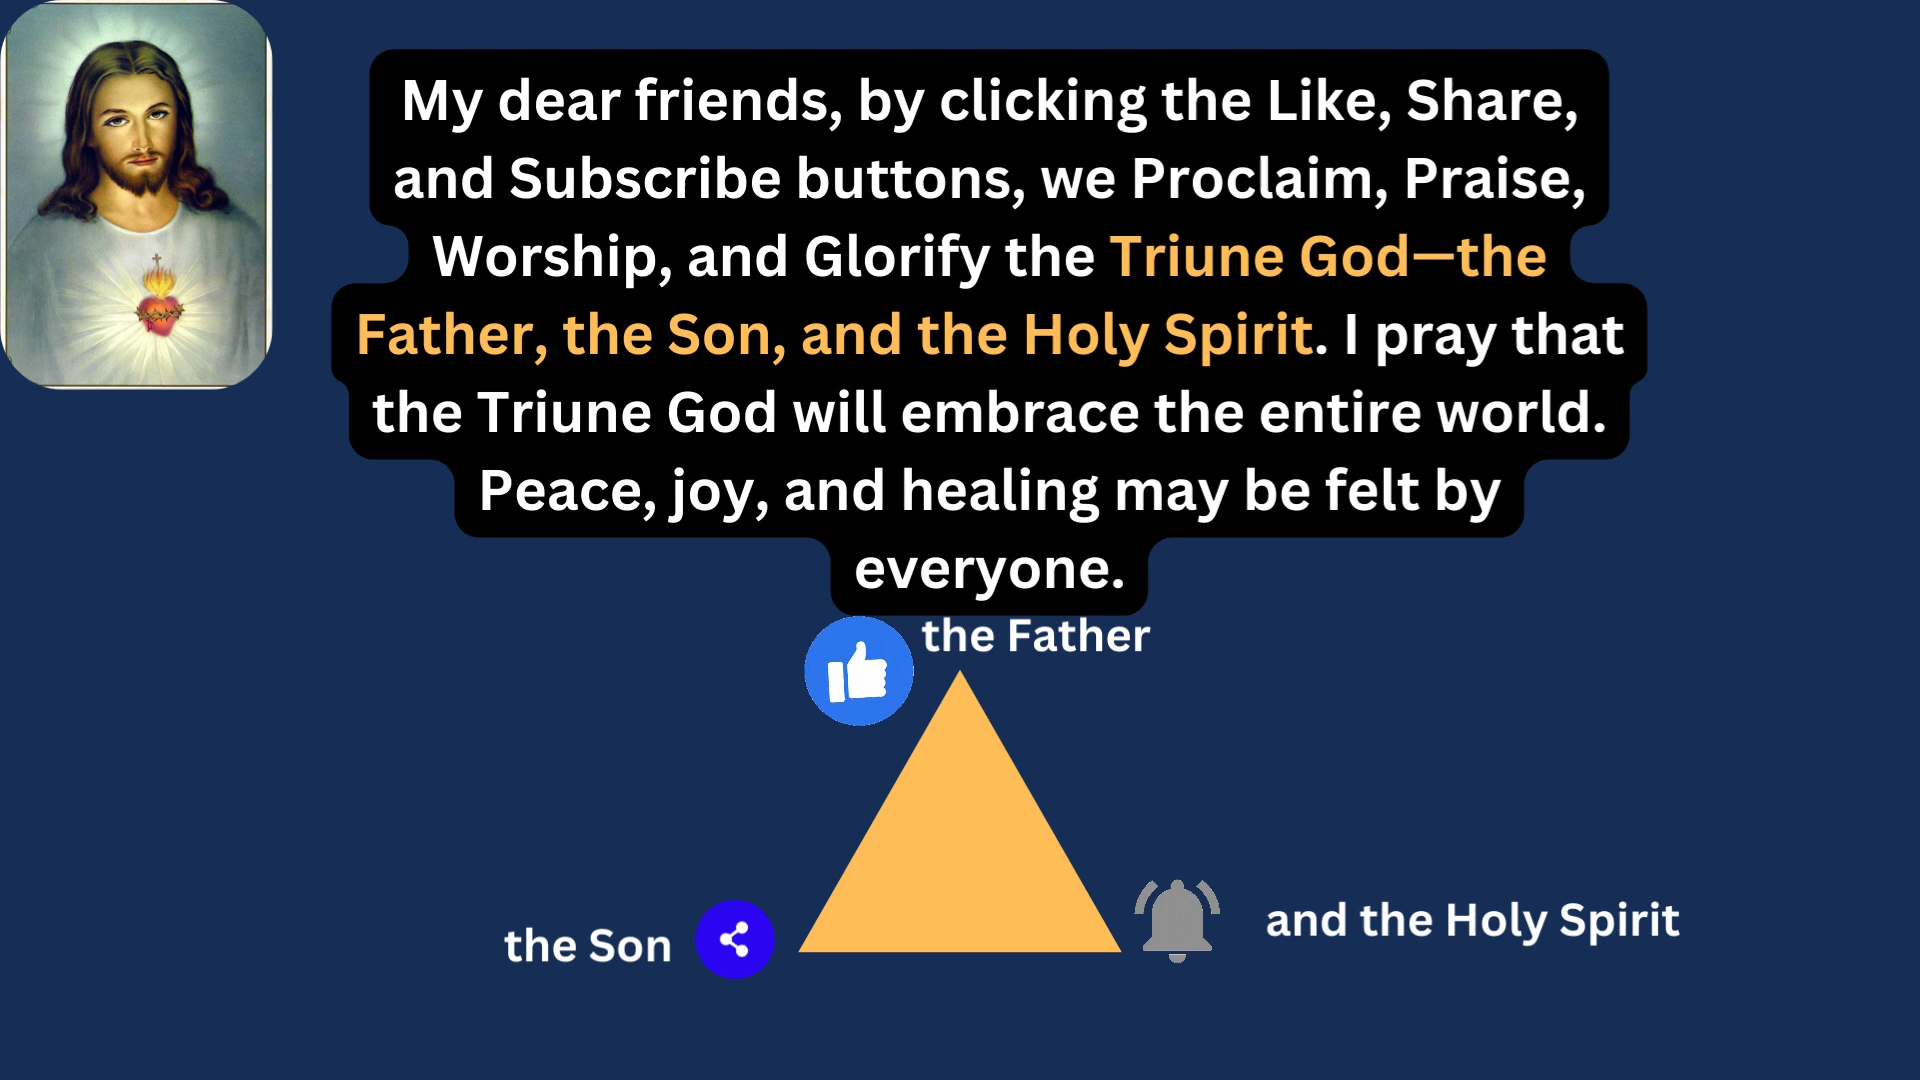 My dear friends, by clicking the Like, Share,
and Subscribe buttons, we Proclaim, Praise,
Worship, and Glorify the Triune God—the
Father, the Son, and the Holy Spirit. I pray that
the Triune God will embrace the entire world.
Peace, joy, and healing may be felt by
everyone.
the Father
the Son
and the Holy Spirit